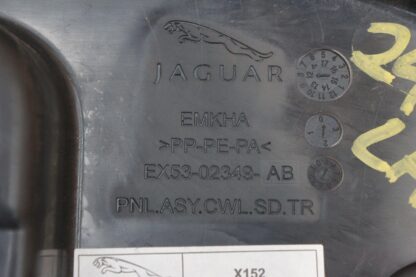 JAGUAR
EMKHA
>PP-PE-PA<
EX53-02349- AB
PNL.ASY.CWL.SD.TR
X152